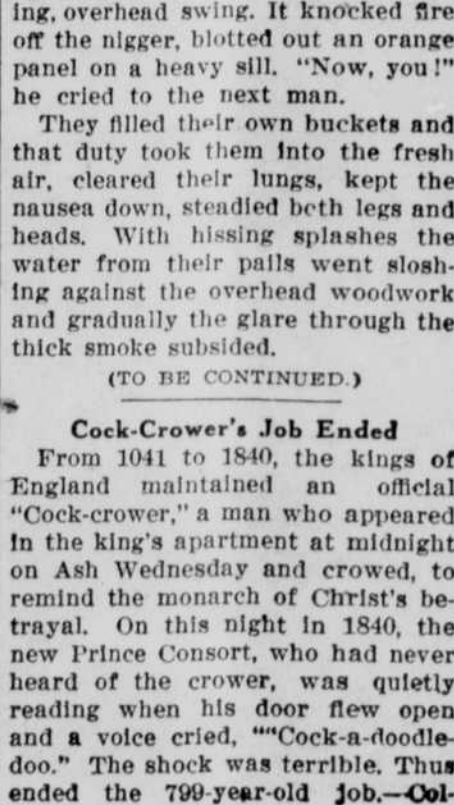 ing, overhead swing. It knocked fire
off the nigger, blotted out an orange
panel on a heavy sill. "Now, you!"
he cried to the next man.
They filled their own buckets and
that duty took them into the fresh
air, cleared their lungs, kept the
nausea down, steadied both legs and
heads. With hissing splashes the
water from their pails went slosh-
ing against the overhead woodwork
and gradually the glare through the
thick smoke subsided.
(TO BE CONTINUED.)
Cock-Crower's Job Ended
From 1041 to 1840, the kings of
England maintained an official
"Cock-crower," a man who appeared
in the king's apartment at midnight
on Ash Wednesday and crowed, to
remind the monarch of Christ's be-
trayal. On this night in 1840, the
new Prince Consort, who had never
heard of the crower, was quietly
reading when his door flew open
and a voice cried, ""Cock-a-doodle-
doo." The shock was terrible. Thus
ended the 799-year-old job.—Col-